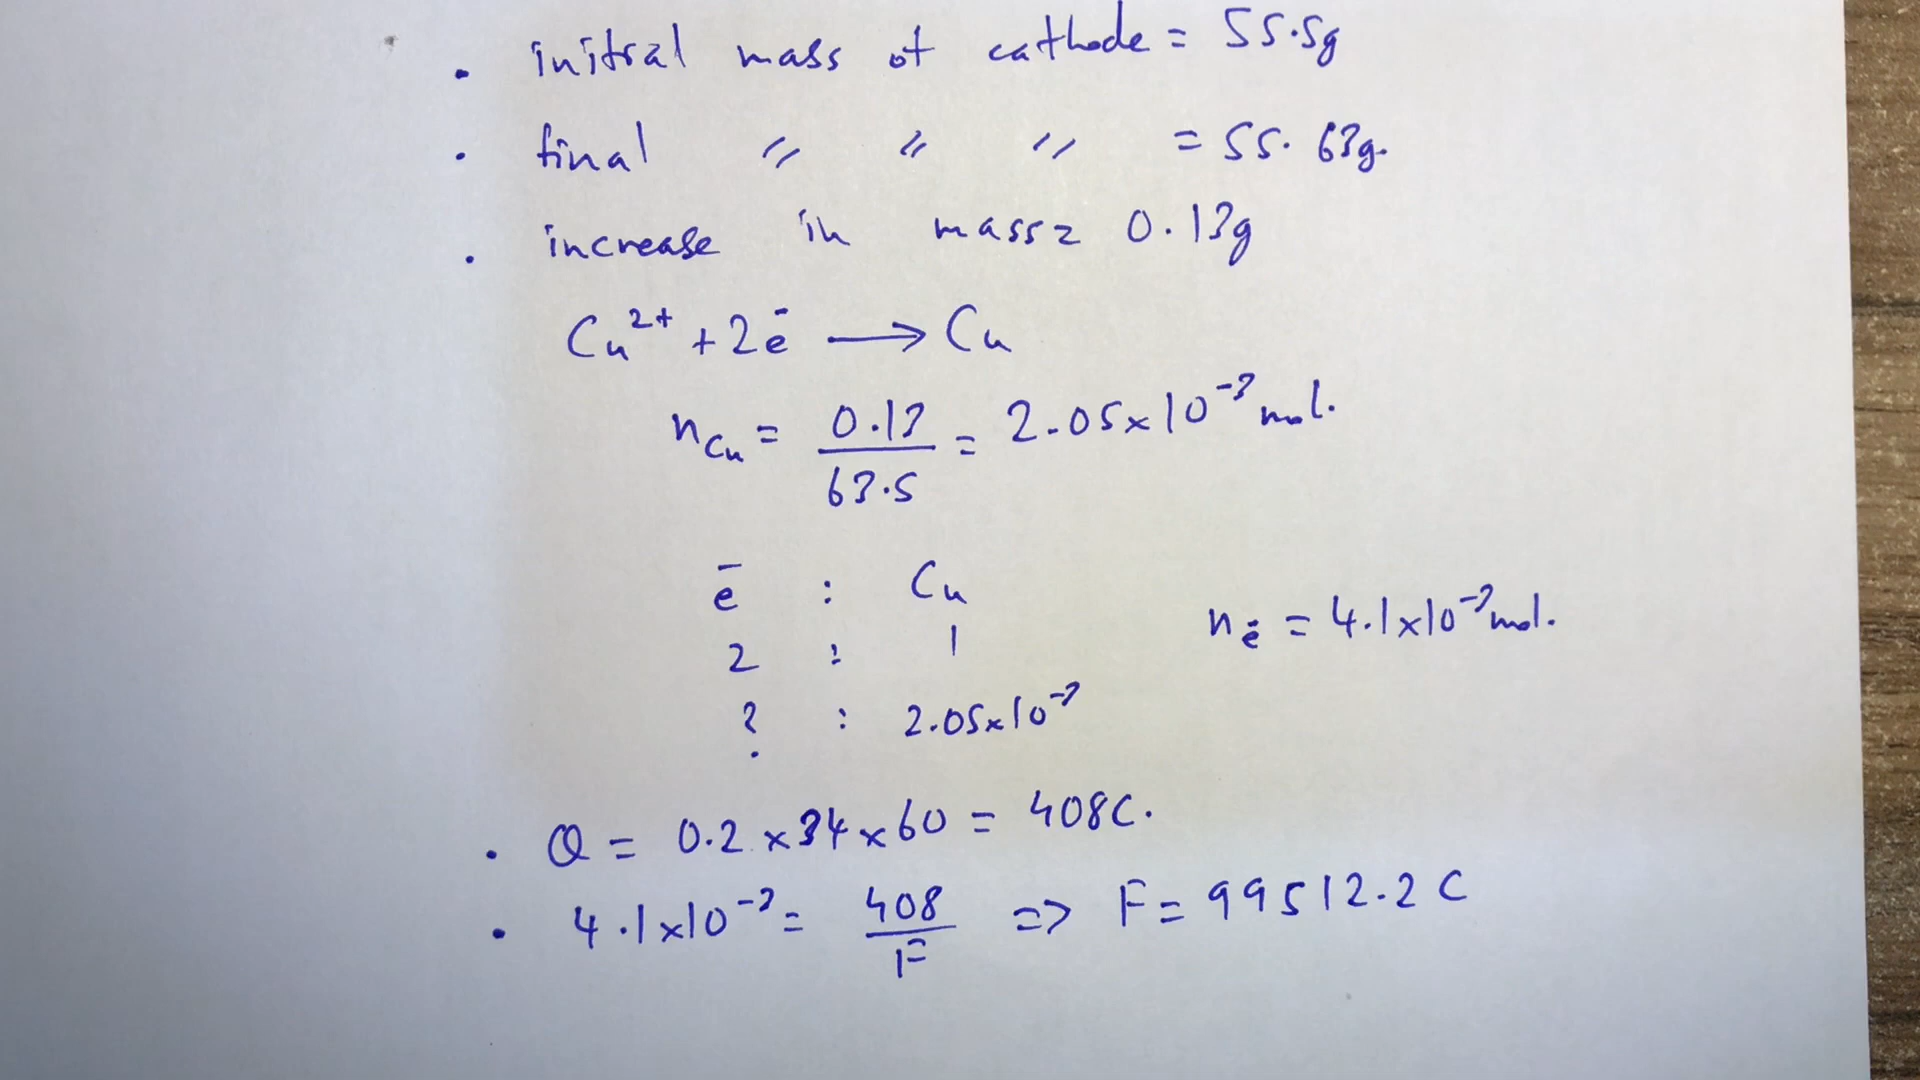 . initial mass of cathode = 55.5g
. final " " " = 55.63g.
. increase in mass = 0.13g
Cu²⁺ + 2e⁻ → Cu
n Cu = 0.13/63.5 = 2.05×10⁻³ mol.
e⁻ : Cu
2 : 1
? : 2.05×10⁻³
n e⁻ = 4.1×10⁻³ mol.
. Q = 0.2 × 34 × 60 = 408C.
. 4.1×10⁻³ = 408/F => F = 99512.2 C